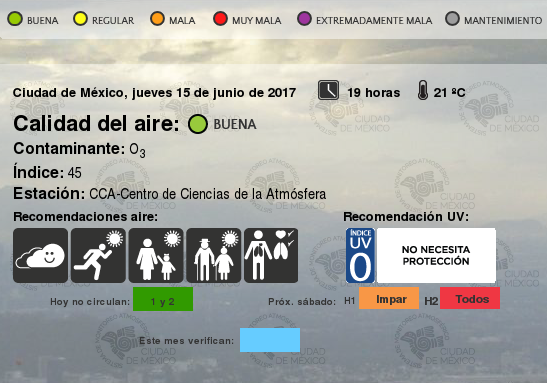 BUENA REGULAR MALA MUY MALA EXTREMADAMENTE MALA MANTENIMIENTO
Ciudad de México, jueves 15 de junio de 2017 19 horas 21 ºC
Calidad del aire: BUENA
Contaminante: O3
Índice: 45
Estación: CCA-Centro de Ciencias de la Atmósfera
Recomendaciones aire: Recomendación UV:
ÍNDICE
UV
0
NO NECESITA
PROTECCIÓN
Hoy no circulan: 1 y 2 Próx. sábado: H1 Impar H2 Todos
Este mes verifican:
CIUDAD
DE MÉXICO